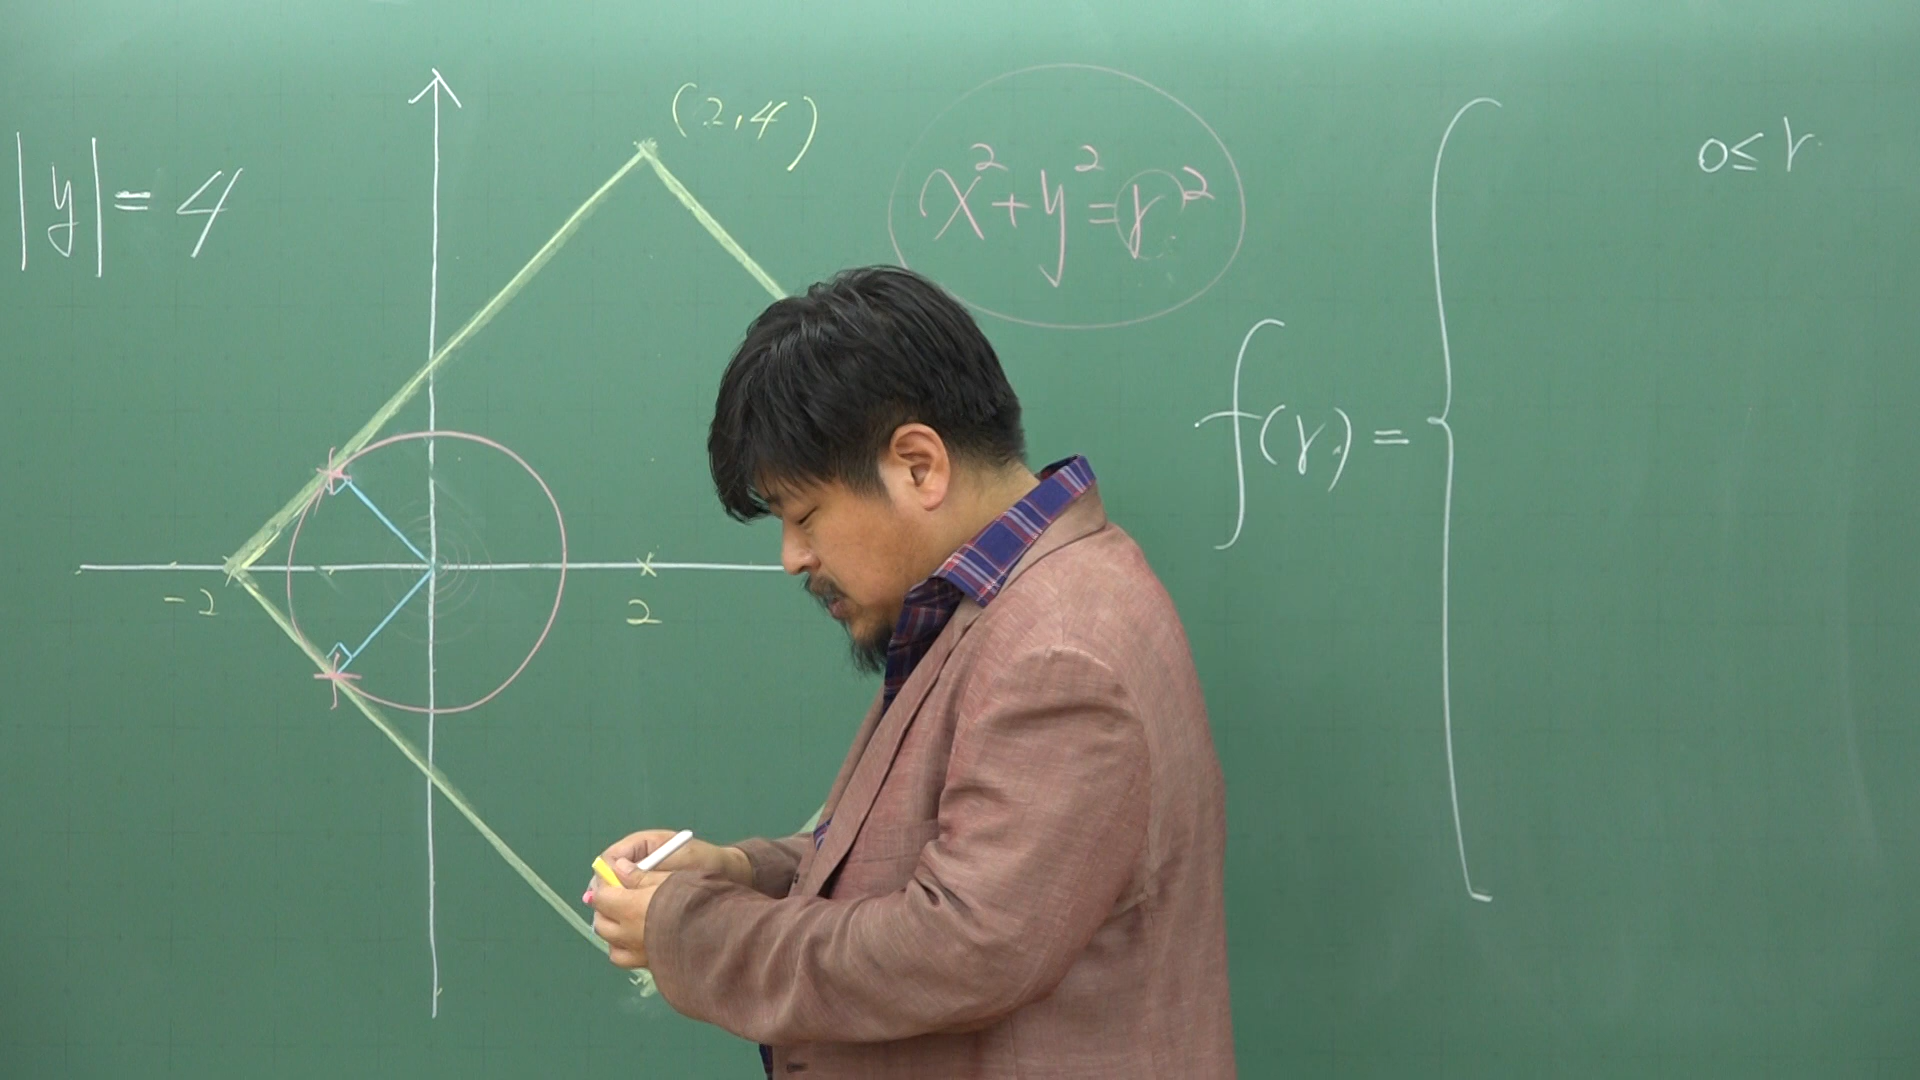 |y| = 4
(2,4)
x²+y²=r²
0≤ r
f(r) =
-2
2